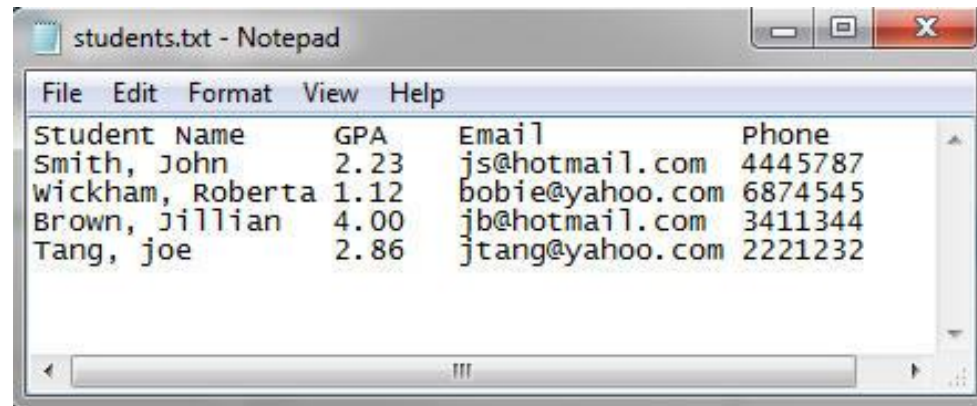 students.txt - Notepad
File Edit Format View Help
Student Name GPA Email Phone
Smith, John 2.23 js@hotmail.com 4445787
Wickham, Roberta 1.12 bobie@yahoo.com 6874545
Brown, Jillian 4.00 jb@hotmail.com 3411344
Tang, joe 2.86 jtang@yahoo.com 2221232